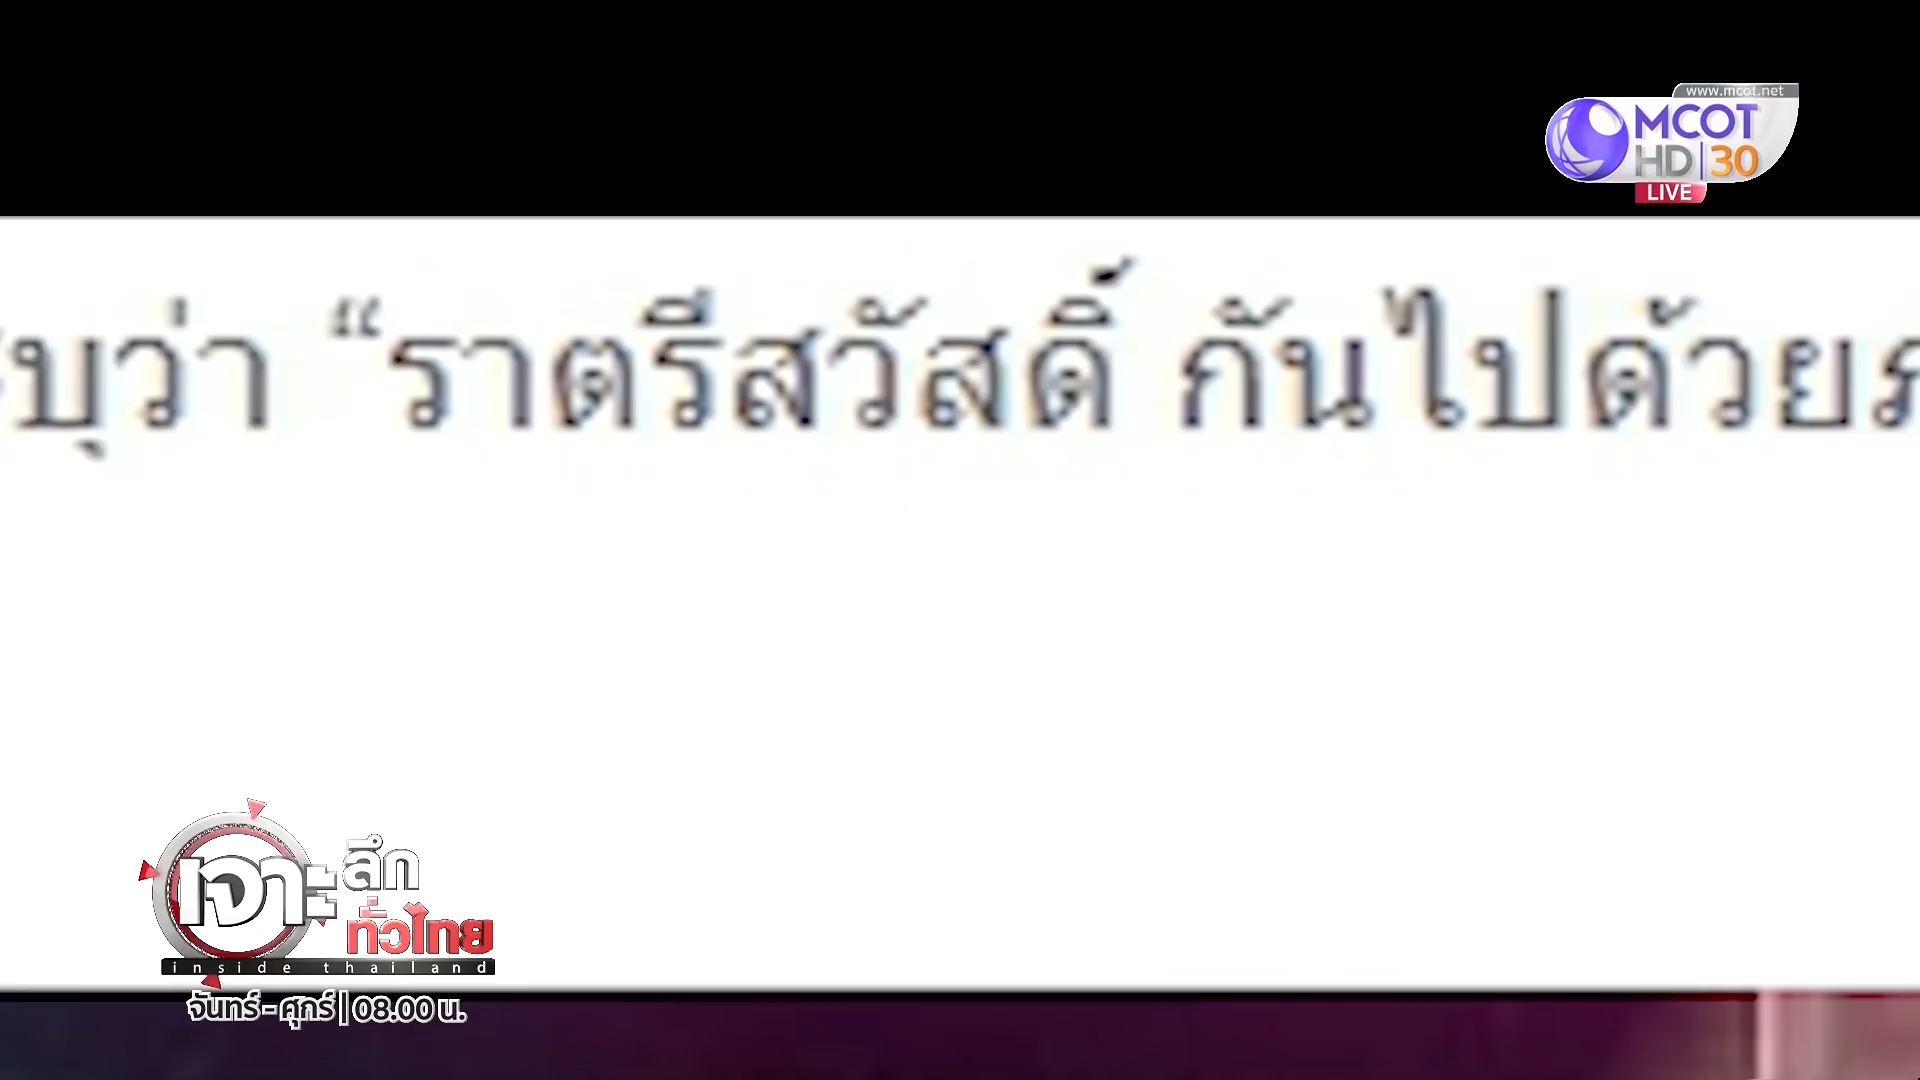 www.mcot.net
MCOT
HD 30
LIVE
บุว่า “ราตรีสวัสดิ์ กันไปด้วย
เจาะลึก
ทั่วไทย
inside thailand
จันทร์ - ศุกร์ | 08.00 น.